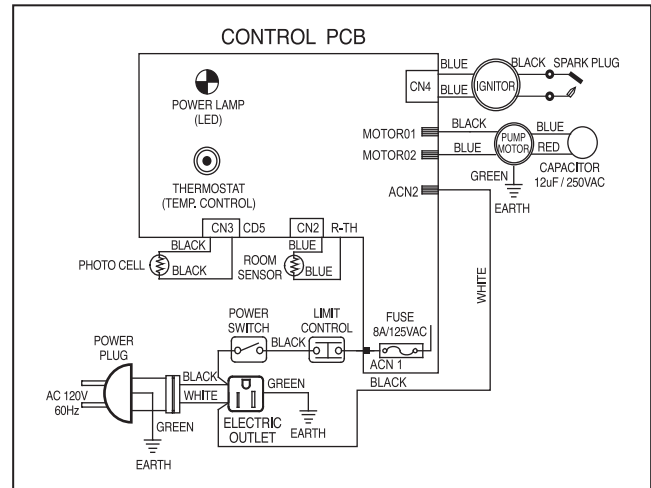 CONTROL PCB
POWER LAMP
(LED)
THERMOSTAT
(TEMP. CONTROL)
CN4
BLUE
BLUE
IGNITOR
BLACK
SPARK PLUG
MOTOR01
MOTOR02
BLACK
BLUE
PUMP
MOTOR
BLUE
RED
CAPACITOR
12uF / 250VAC
GREEN
EARTH
ACN2
WHITE
CN3
CD5
CN2
R-TH
BLACK
BLACK
PHOTO CELL
BLUE
BLUE
ROOM
SENSOR
POWER
SWITCH
BLACK
LIMIT
CONTROL
FUSE
8A/125VAC
ACN 1
BLACK
POWER
PLUG
AC 120V
60Hz
BLACK
WHITE
GREEN
EARTH
ELECTRIC
OUTLET
GREEN
EARTH